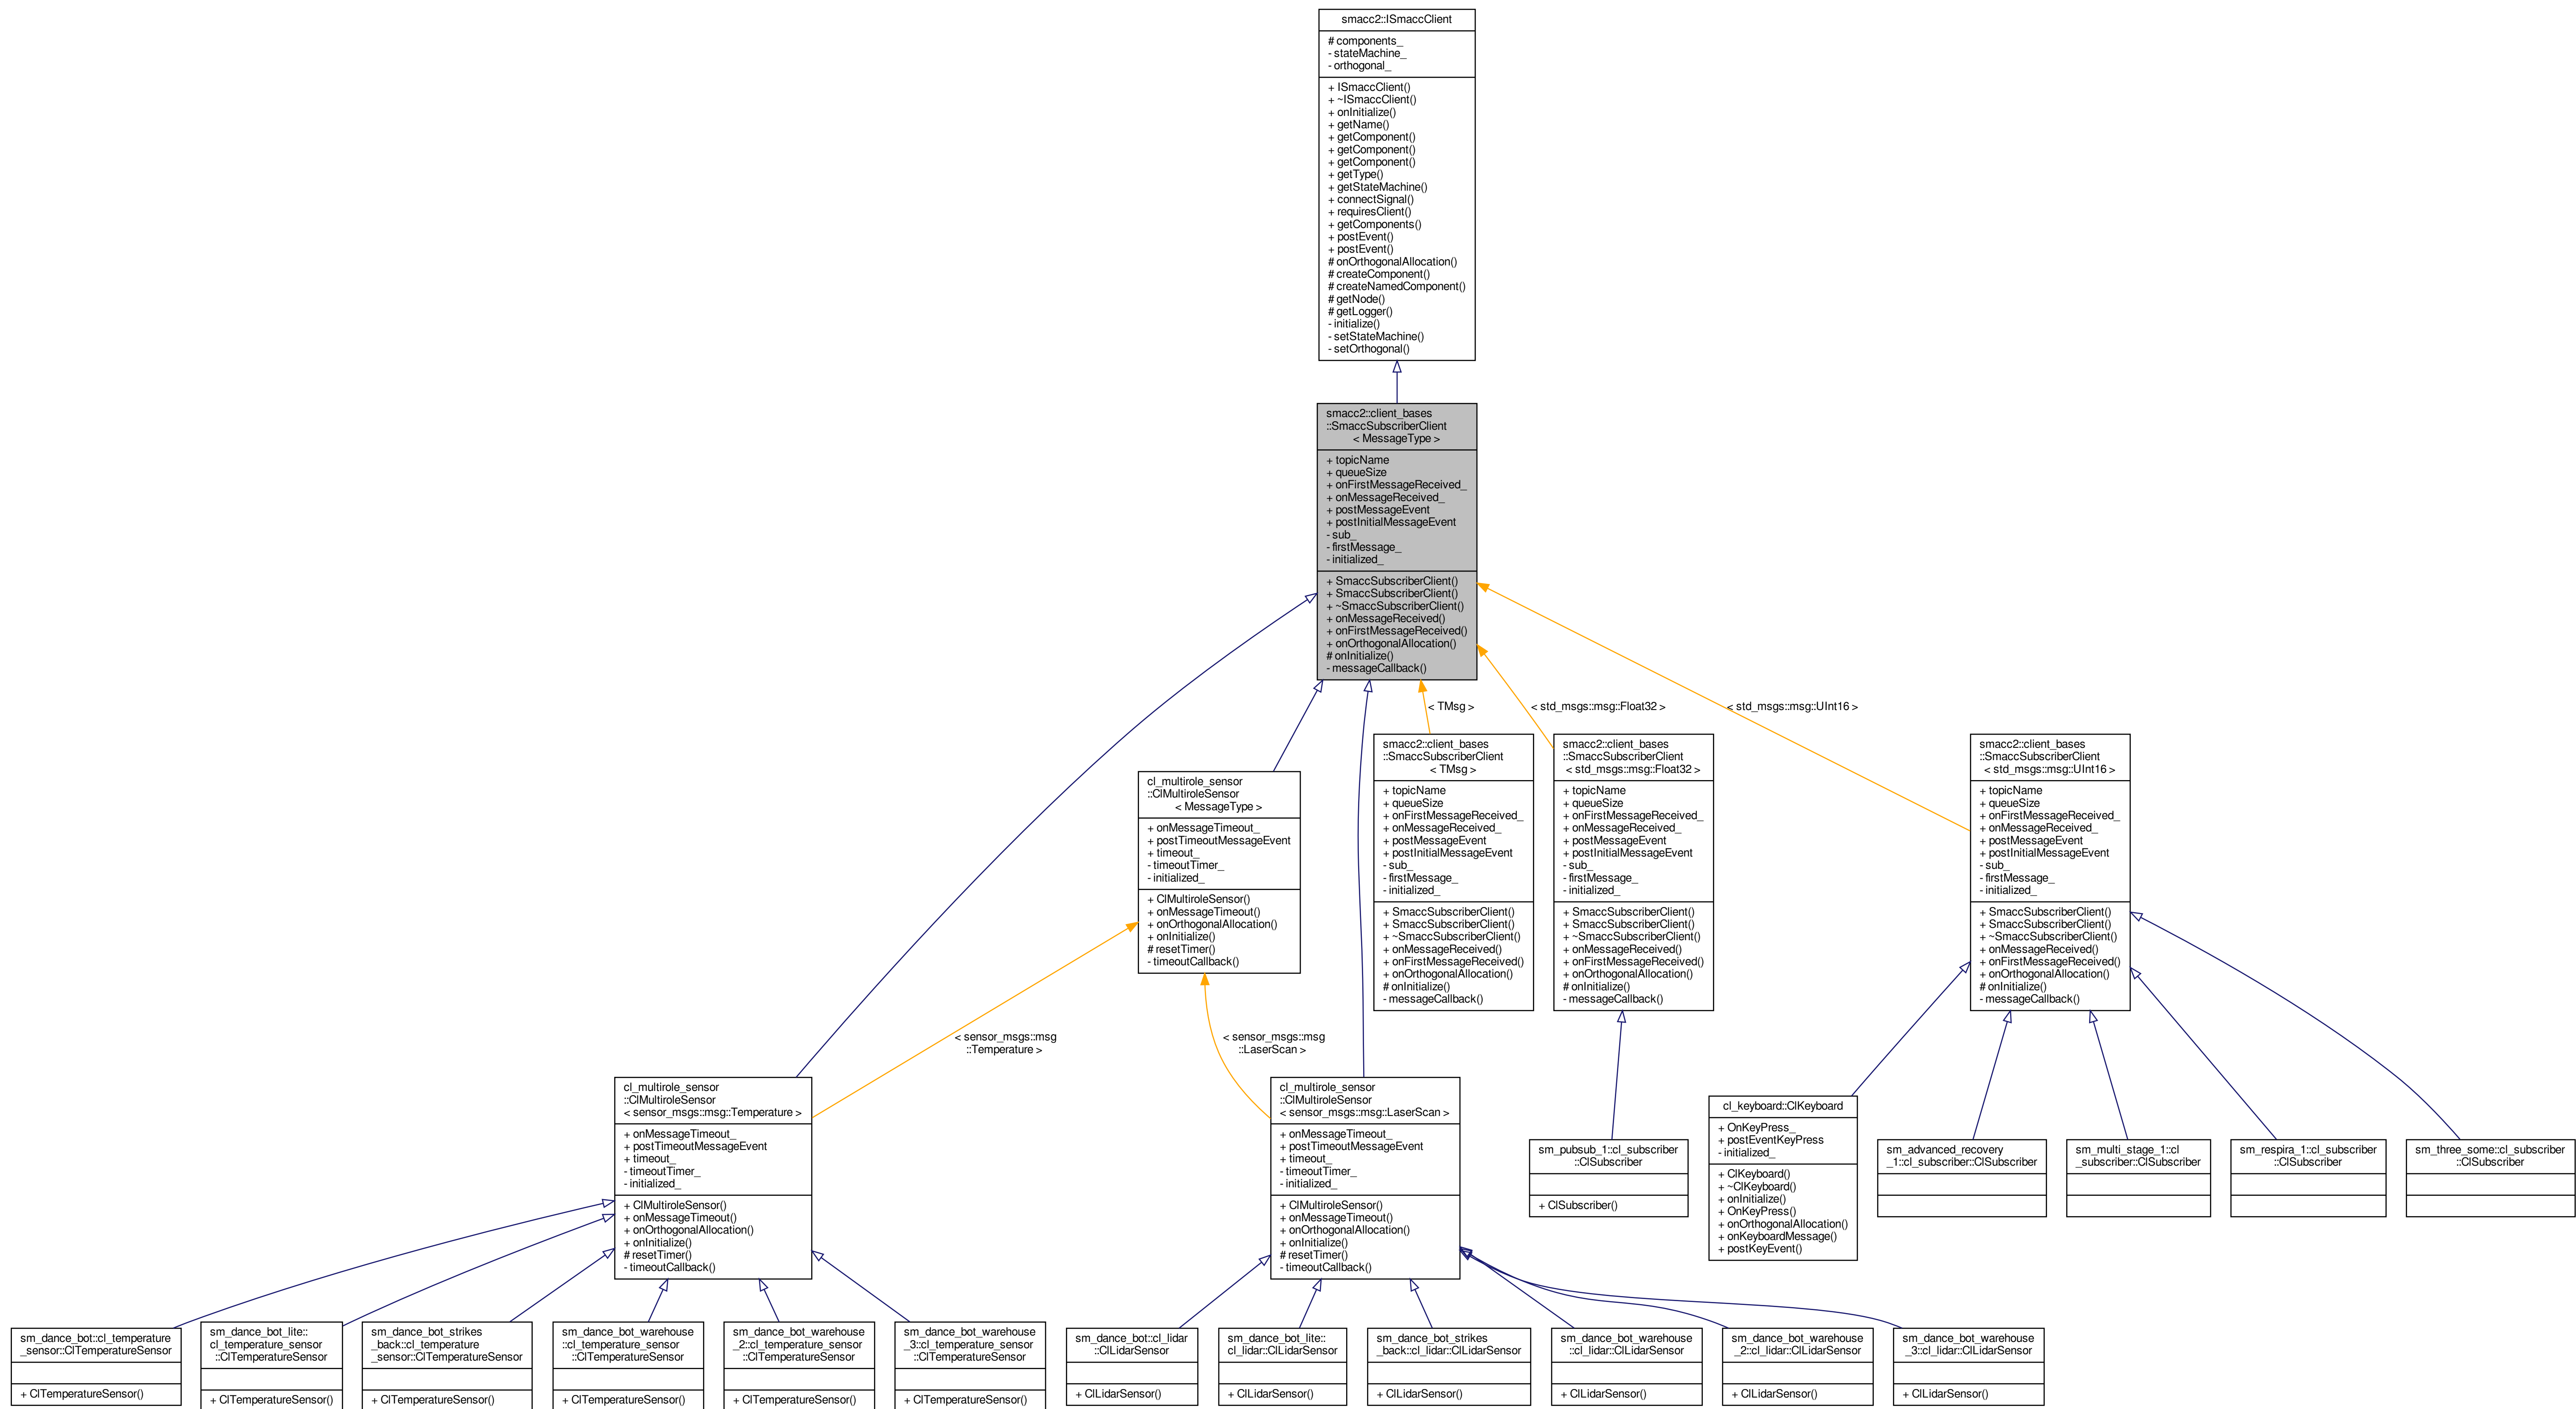 smacc2::ISmaccClient
# components_
- stateMachine_
- orthogonal_
+ ISmaccClient()
+ ~ISmaccClient()
+ onInitialize()
+ getName()
+ getComponent()
+ getComponent()
+ getComponent()
+ getType()
+ getStateMachine()
+ connectSignal()
+ requiresClient()
+ getComponents()
+ postEvent()
+ postEvent()
# onOrthogonalAllocation()
# createComponent()
# createNamedComponent()
# getNode()
# getLogger()
- initialize()
- setStateMachine()
- setOrthogonal()
smacc2::client_bases
::SmaccSubscriberClient
< MessageType >
+ topicName
+ queueSize
+ onFirstMessageReceived_
+ onMessageReceived_
+ postMessageEvent
+ postInitialMessageEvent
- sub_
- firstMessage_
- initialized_
+ SmaccSubscriberClient()
+ SmaccSubscriberClient()
+ ~SmaccSubscriberClient()
+ onMessageReceived()
+ onFirstMessageReceived()
+ onOrthogonalAllocation()
# onInitialize()
- messageCallback()
< TMsg >
< std_msgs::msg::Float32 >
< std_msgs::msg::UInt16 >
cl_multirole_sensor
::ClMultiroleSensor
< MessageType >
+ onMessageTimeout_
+ postTimeoutMessageEvent
+ timeout_
- timeoutTimer_
- initialized_
+ ClMultiroleSensor()
+ onMessageTimeout()
+ onOrthogonalAllocation()
+ onInitialize()
# resetTimer()
- timeoutCallback()
smacc2::client_bases
::SmaccSubscriberClient
< TMsg >
+ topicName
+ queueSize
+ onFirstMessageReceived_
+ onMessageReceived_
+ postMessageEvent
+ postInitialMessageEvent
- sub_
- firstMessage_
- initialized_
+ SmaccSubscriberClient()
+ SmaccSubscriberClient()
+ ~SmaccSubscriberClient()
+ onMessageReceived()
+ onFirstMessageReceived()
+ onOrthogonalAllocation()
# onInitialize()
- messageCallback()
smacc2::client_bases
::SmaccSubscriberClient
< std_msgs::msg::Float32 >
+ topicName
+ queueSize
+ onFirstMessageReceived_
+ onMessageReceived_
+ postMessageEvent
+ postInitialMessageEvent
- sub_
- firstMessage_
- initialized_
+ SmaccSubscriberClient()
+ SmaccSubscriberClient()
+ ~SmaccSubscriberClient()
+ onMessageReceived()
+ onFirstMessageReceived()
+ onOrthogonalAllocation()
# onInitialize()
- messageCallback()
smacc2::client_bases
::SmaccSubscriberClient
< std_msgs::msg::UInt16 >
+ topicName
+ queueSize
+ onFirstMessageReceived_
+ onMessageReceived_
+ postMessageEvent
+ postInitialMessageEvent
- sub_
- firstMessage_
- initialized_
+ SmaccSubscriberClient()
+ SmaccSubscriberClient()
+ ~SmaccSubscriberClient()
+ onMessageReceived()
+ onFirstMessageReceived()
+ onOrthogonalAllocation()
# onInitialize()
- messageCallback()
< sensor_msgs::msg
::Temperature >
< sensor_msgs::msg
::LaserScan >
cl_multirole_sensor
::ClMultiroleSensor
< sensor_msgs::msg::Temperature >
+ onMessageTimeout_
+ postTimeoutMessageEvent
+ timeout_
- timeoutTimer_
- initialized_
+ ClMultiroleSensor()
+ onMessageTimeout()
+ onOrthogonalAllocation()
+ onInitialize()
# resetTimer()
- timeoutCallback()
cl_multirole_sensor
::ClMultiroleSensor
< sensor_msgs::msg::LaserScan >
+ onMessageTimeout_
+ postTimeoutMessageEvent
+ timeout_
- timeoutTimer_
- initialized_
+ ClMultiroleSensor()
+ onMessageTimeout()
+ onOrthogonalAllocation()
+ onInitialize()
# resetTimer()
- timeoutCallback()
sm_pubsub_1::cl_subscriber
::ClSubscriber
+ ClSubscriber()
cl_keyboard::ClKeyboard
+ OnKeyPress_
+ postEventKeyPress
- initialized_
+ ClKeyboard()
+ ~ClKeyboard()
+ onInitialize()
+ OnKeyPress()
+ onOrthogonalAllocation()
+ onKeyboardMessage()
+ postKeyEvent()
sm_advanced_recovery
_1::cl_subscriber::ClSubscriber
sm_multi_stage_1::cl
_subscriber::ClSubscriber
sm_respira_1::cl_subscriber
::ClSubscriber
sm_three_some::cl_subscriber
::ClSubscriber
sm_dance_bot::cl_temperature
_sensor::ClTemperatureSensor
+ ClTemperatureSensor()
sm_dance_bot_lite::
cl_temperature_sensor
::ClTemperatureSensor
+ ClTemperatureSensor()
sm_dance_bot_strikes
_back::cl_temperature
_sensor::ClTemperatureSensor
+ ClTemperatureSensor()
sm_dance_bot_warehouse
::cl_temperature_sensor
::ClTemperatureSensor
+ ClTemperatureSensor()
sm_dance_bot_warehouse
_2::cl_temperature_sensor
::ClTemperatureSensor
+ ClTemperatureSensor()
sm_dance_bot_warehouse
_3::cl_temperature_sensor
::ClTemperatureSensor
+ ClTemperatureSensor()
sm_dance_bot::cl_lidar
::ClLidarSensor
+ ClLidarSensor()
sm_dance_bot_lite::
cl_lidar::ClLidarSensor
+ ClLidarSensor()
sm_dance_bot_strikes
_back::cl_lidar::ClLidarSensor
+ ClLidarSensor()
sm_dance_bot_warehouse
::cl_lidar::ClLidarSensor
+ ClLidarSensor()
sm_dance_bot_warehouse
_2::cl_lidar::ClLidarSensor
+ ClLidarSensor()
sm_dance_bot_warehouse
_3::cl_lidar::ClLidarSensor
+ ClLidarSensor()